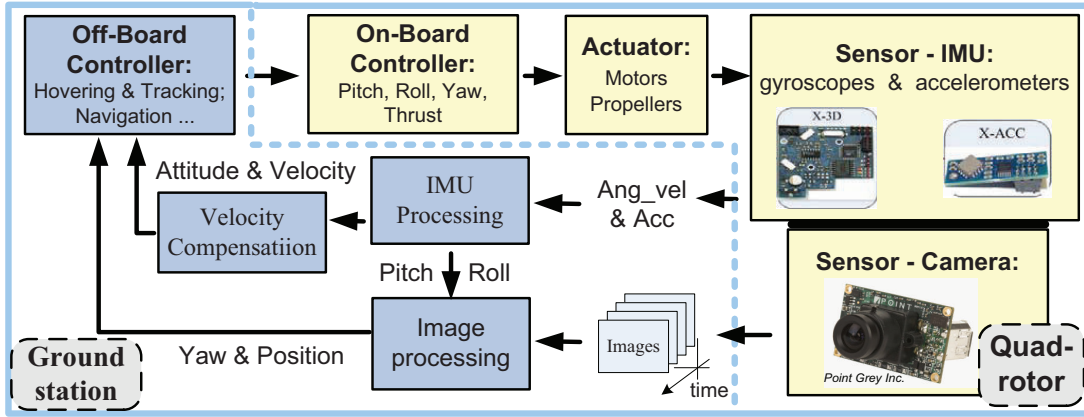 Off-Board
Controller:
Hovering & Tracking;
Navigation ...
On-Board
Controller:
Pitch, Roll, Yaw,
Thrust
Actuator:
Motors
Propellers
Sensor - IMU:
gyroscopes & accelerometers
X-3D
X-ACC
Attitude & Velocity
IMU
Processing
Ang_vel
& Acc
Velocity
Compensatiion
Pitch
Roll
Sensor - Camera:
POINT
Image
processing
Images
time
Yaw & Position
Point Grey Inc.
Ground
station
Quad-
rotor